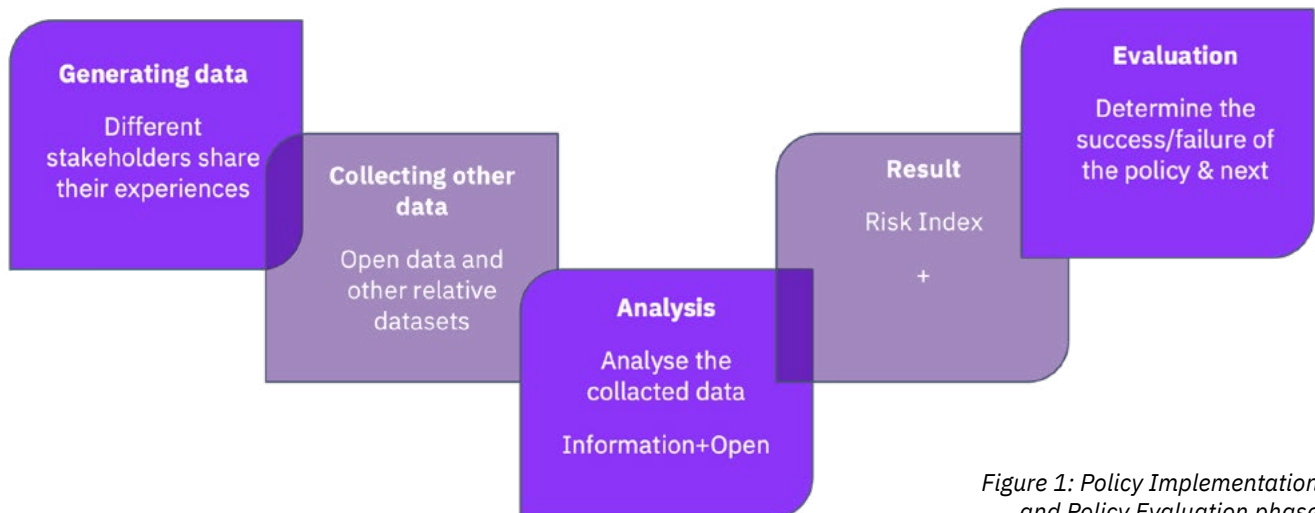 Generating data
Different
stakeholders share
their experiences
Collecting other
data
Open data and
other relative
datasets
Analysis
Analyse the
collacted data
Information+Open
Result
Risk Index
+
Evaluation
Determine the
success/failure of
the policy & next
Figure 1: Policy Implementation
and Policy Evaluation phase